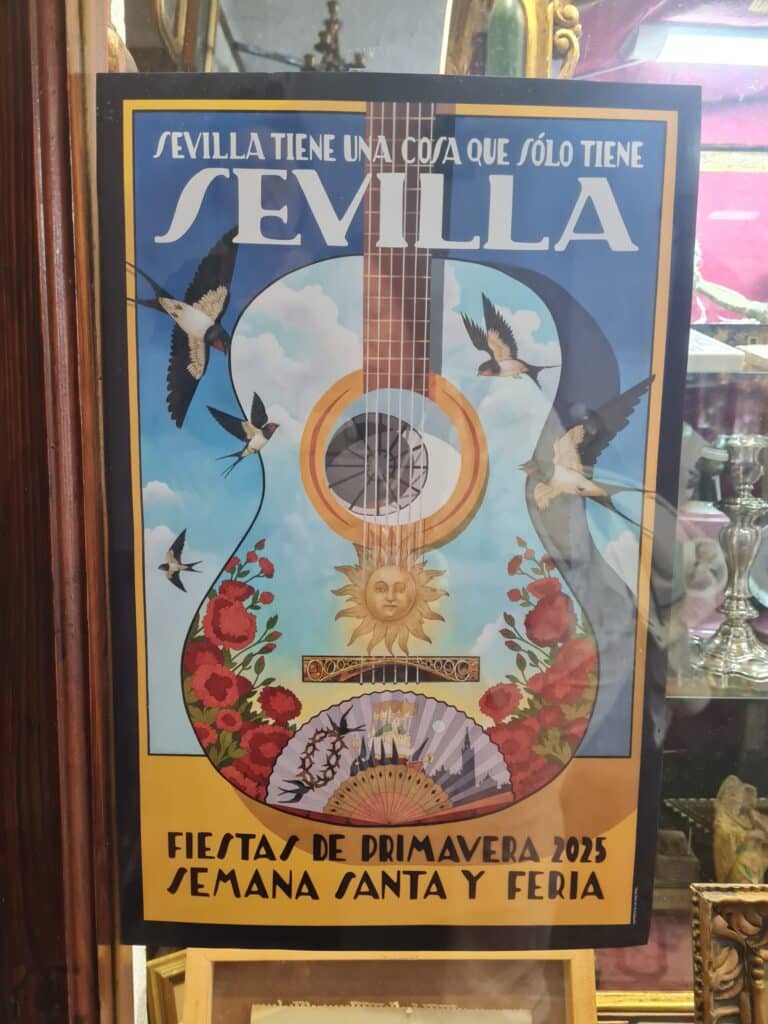 SEVILLA TIENE UNA COSA QUE SÓLO TIENE
SEVILLA
FIESTAS DE PRIMAVERA 2025
SEMANA SANTA Y FERIA